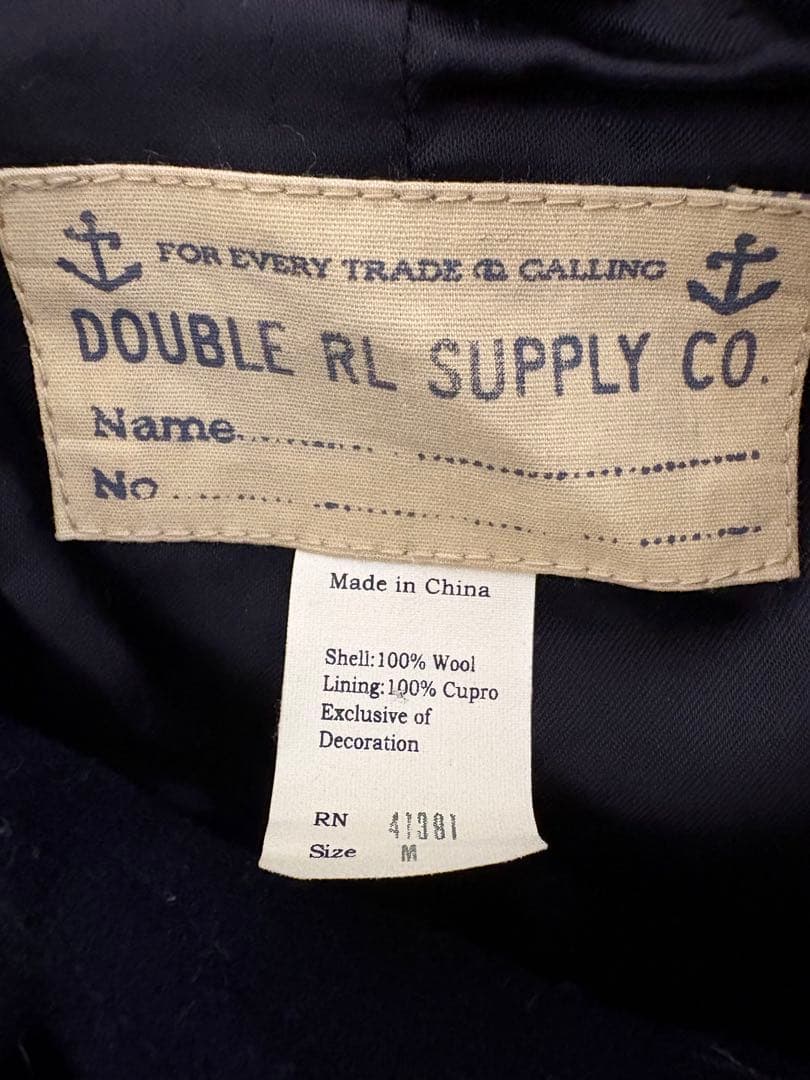 FOR EVERY TRADE & CALLING
DOUBLE RL SUPPLY CO.
Name
No
Made in China
Shell:100% Wool
Lining:100% Cupro
Exclusive of
Decoration
RN 41381
Size M